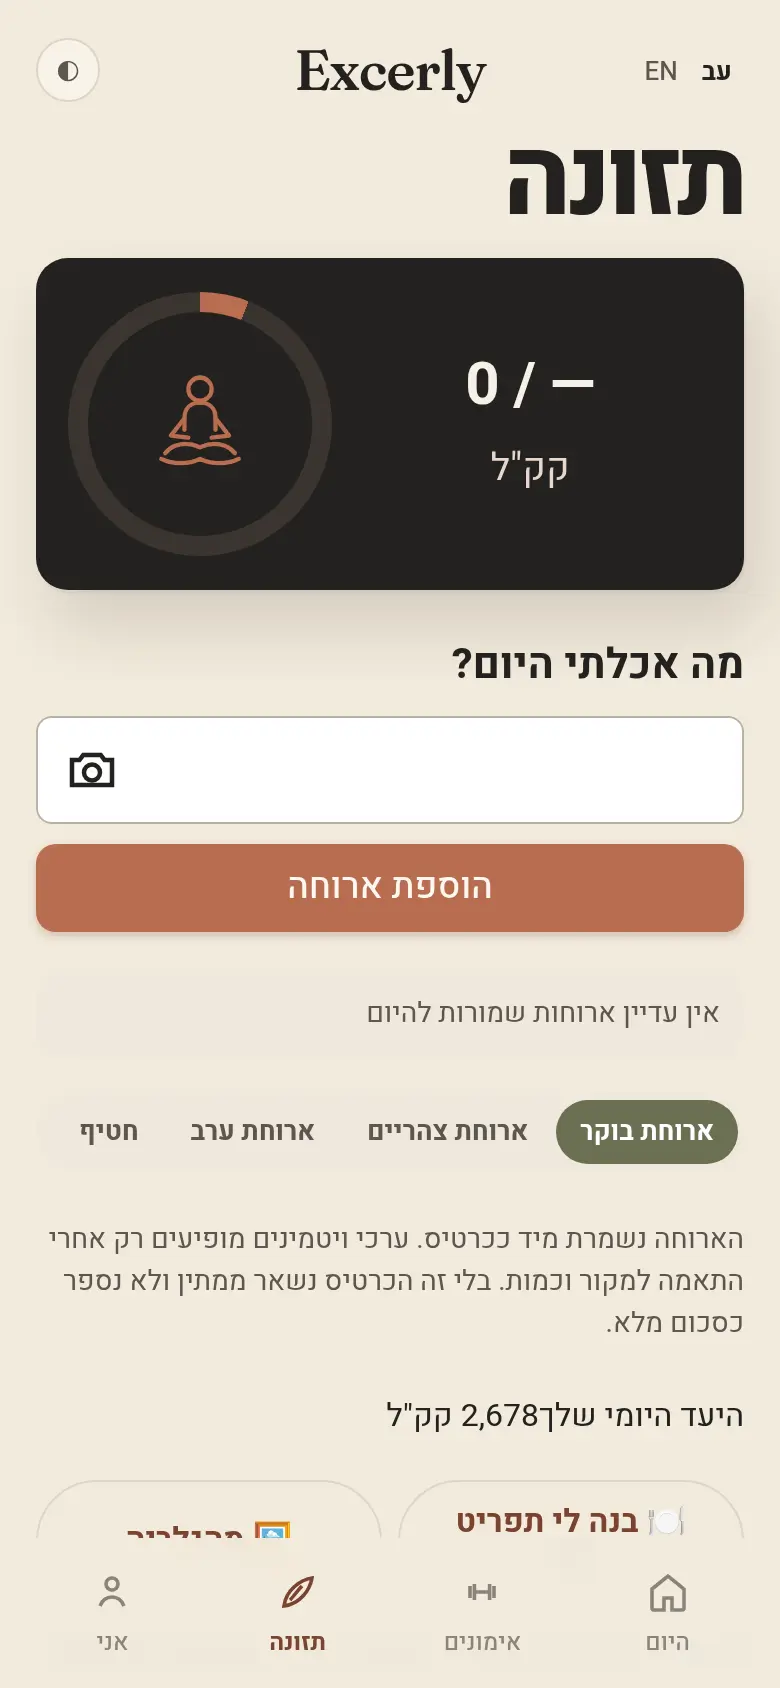 עב EN
Excerly
תזונה
0 / —
קק"ל
מה אכלתי היום?
הוספת ארוחה
אין עדיין ארוחות שמורות להיום
ארוחת בוקר
ארוחת צהריים
ארוחת ערב
חטיף
הארוחה נשמרת מיד ככרטיס. ערכי ויטמינים מופיעים רק אחרי
התאמה למקור וכמות. בלי זה הכרטיס נשאר ממתין ולא נספר
כסכום מלא.
היעד היומי שלך2,678 קק"ל
🍽️ בנה לי תפריט
🖼️ מהגלריה
היום
אימונים
תזונה
אני